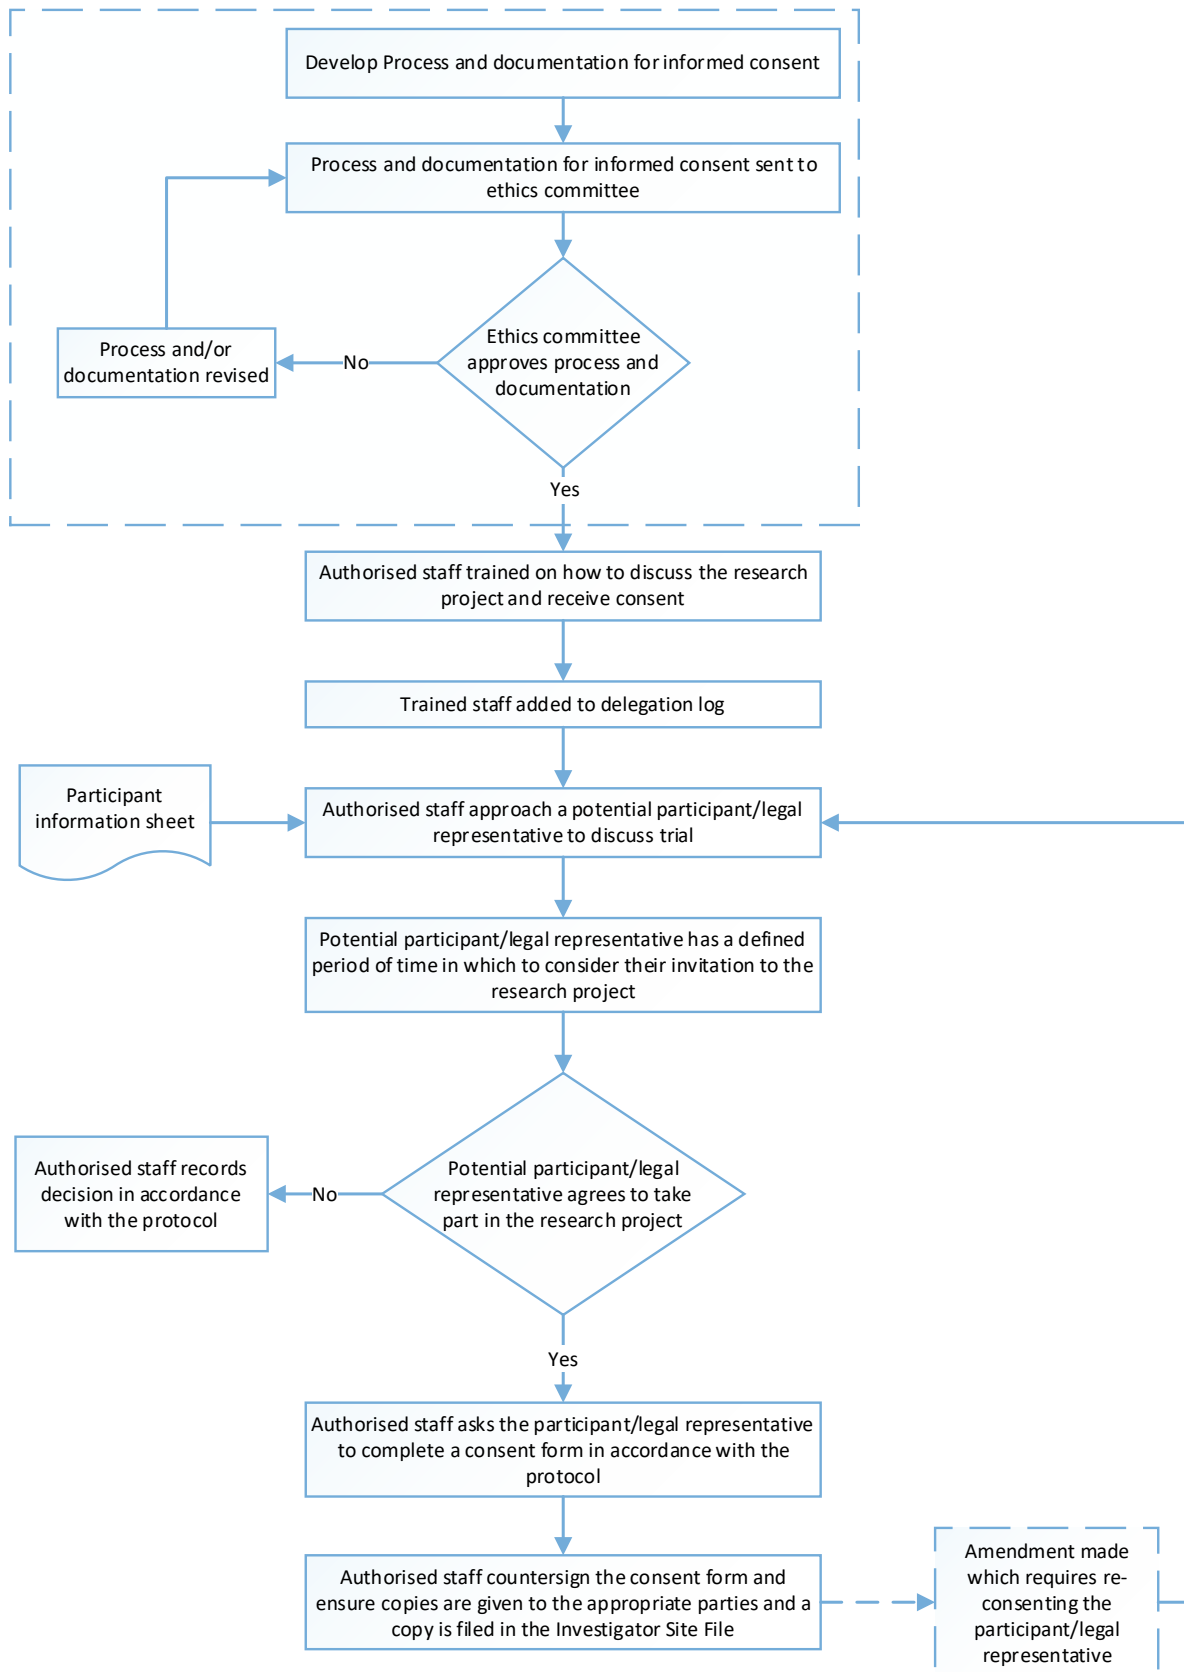 Develop Process and documentation for informed consent
Process and documentation for informed consent sent to
ethics committee
Ethics committee
approves process and
documentation
No
Process and/or
documentation revised
Yes
Authorised staff trained on how to discuss the research
project and receive consent
Trained staff added to delegation log
Participant
information sheet
Authorised staff approach a potential participant/legal
representative to discuss trial
Potential participant/legal representative has a defined
period of time in which to consider their invitation to the
research project
Potential participant/legal
representative agrees to take
part in the research project
No
Authorised staff records
decision in accordance
with the protocol
Yes
Authorised staff asks the participant/legal representative
to complete a consent form in accordance with the
protocol
Authorised staff countersign the consent form and
ensure copies are given to the appropriate parties and a
copy is filed in the Investigator Site File
Amendment made
which requires re-
consenting the
participant/legal
representative